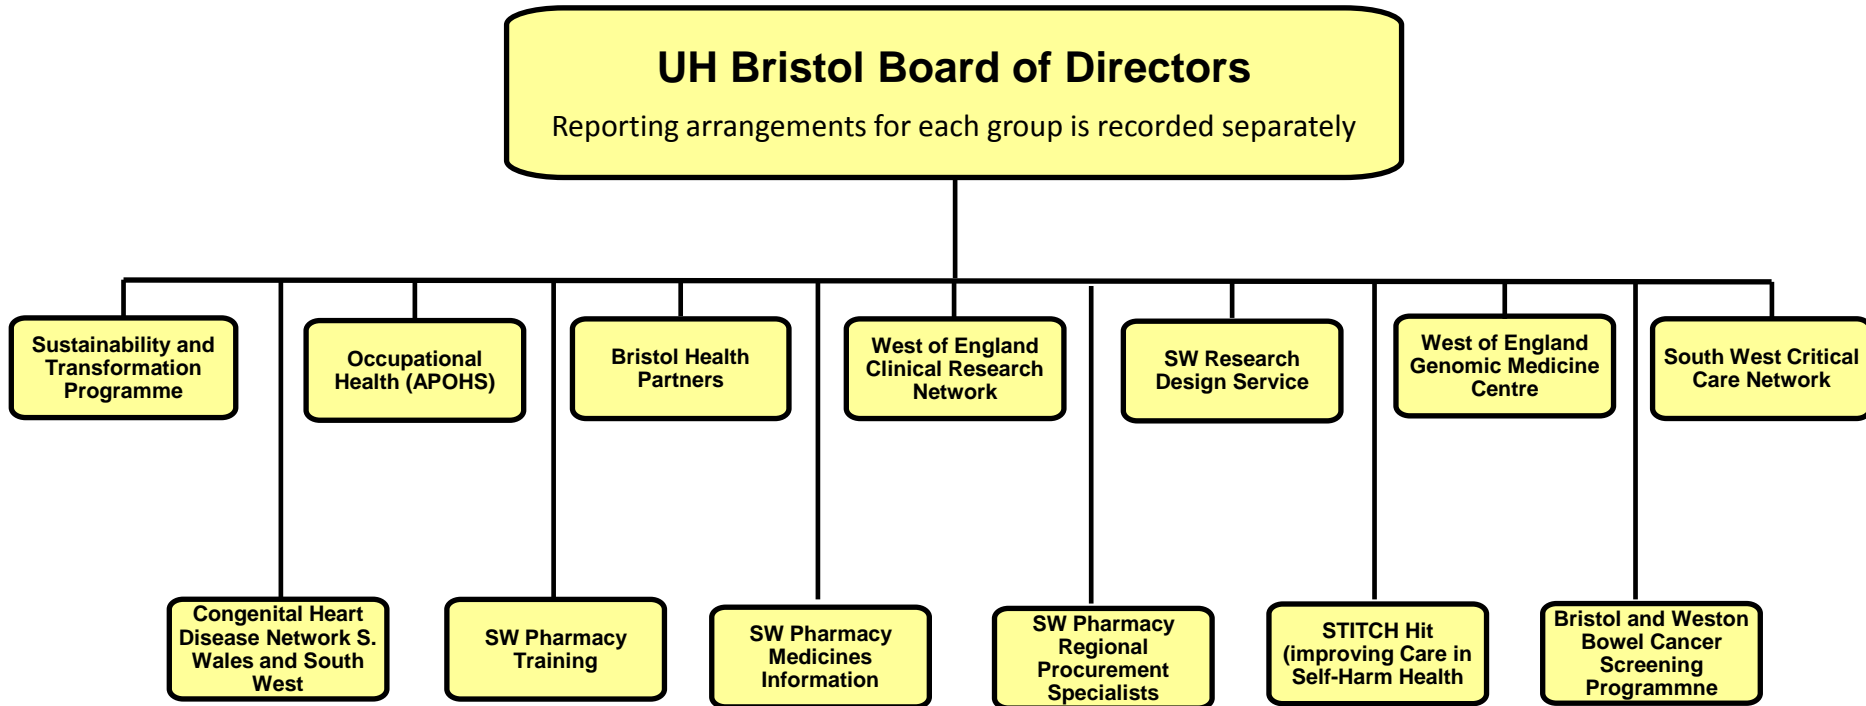 UH Bristol Board of Directors
Reporting arrangements for each group is recorded separately
Sustainability and
Transformation
Programme
Occupational
Health (APOHS)
Bristol Health
Partners
West of England
Clinical Research
Network
SW Research
Design Service
West of England
Genomic Medicine
Centre
South West Critical
Care Network
Congenital Heart
Disease Network S.
Wales and South
West
SW Pharmacy
Training
SW Pharmacy
Medicines
Information
SW Pharmacy
Regional
Procurement
Specialists
STITCH Hit
(improving Care in
Self-Harm Health
Bristol and Weston
Bowel Cancer
Screening
Programmne